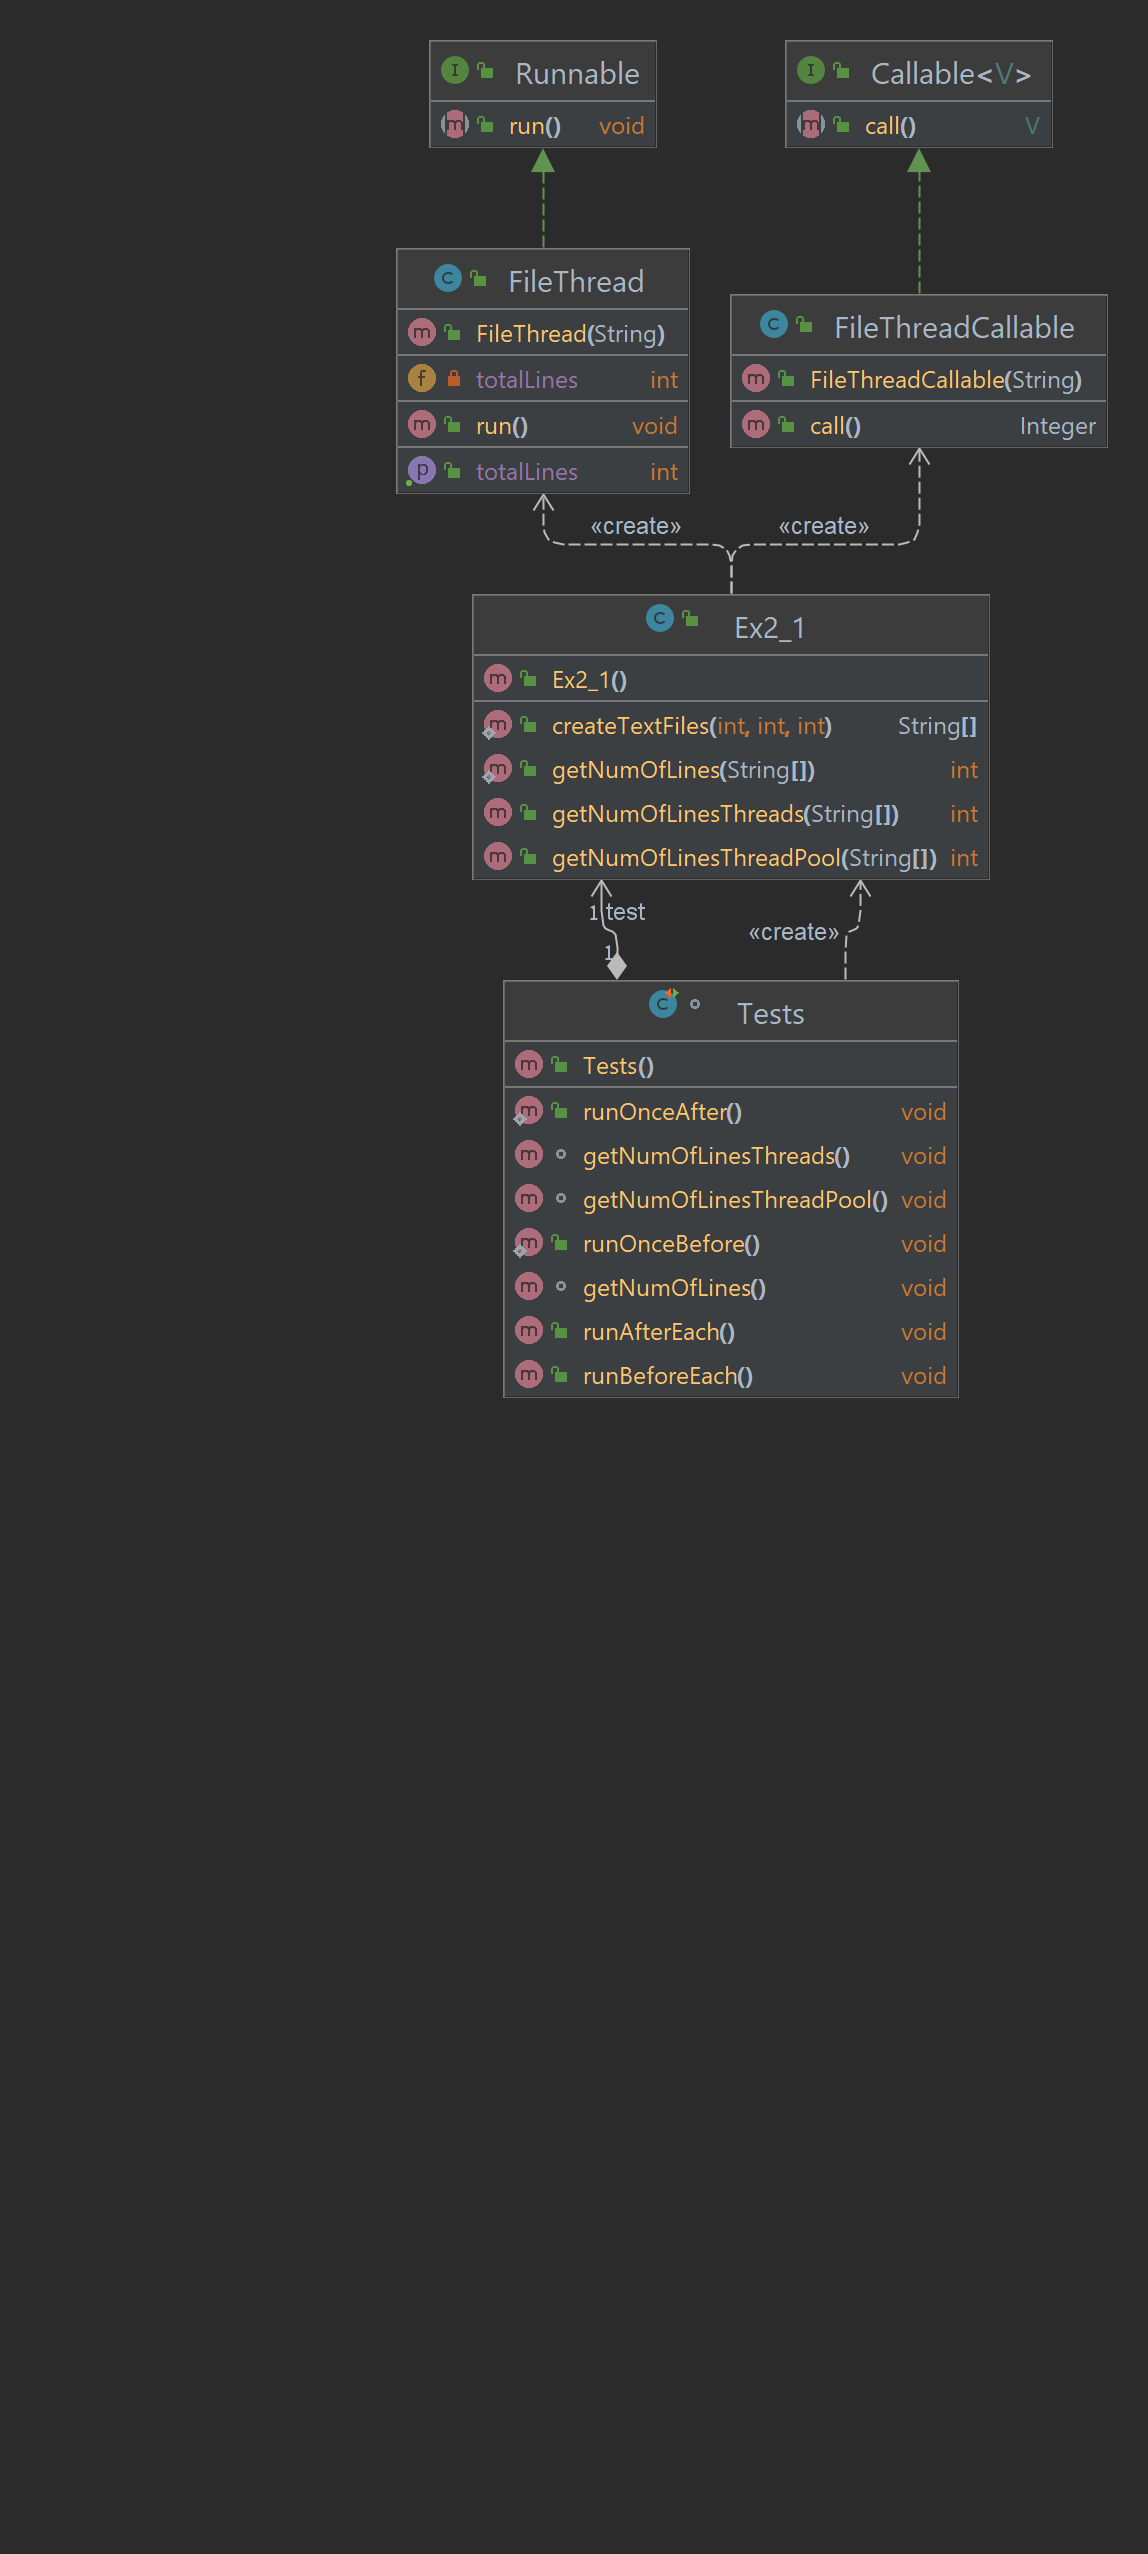 Runnable
run() void
Callable<V>
call() V
FileThread
FileThread(String)
totalLines int
run() void
totalLines int
FileThreadCallable
FileThreadCallable(String)
call() Integer
«create»
«create»
Ex2_1
Ex2_1()
createTextFiles(int, int, int) String[]
getNumOfLines(String[]) int
getNumOfLinesThreads(String[]) int
getNumOfLinesThreadPool(String[]) int
1 test
«create»
1
Tests
Tests()
runOnceAfter() void
getNumOfLinesThreads() void
getNumOfLinesThreadPool() void
runOnceBefore() void
getNumOfLines() void
runAfterEach() void
runBeforeEach() void